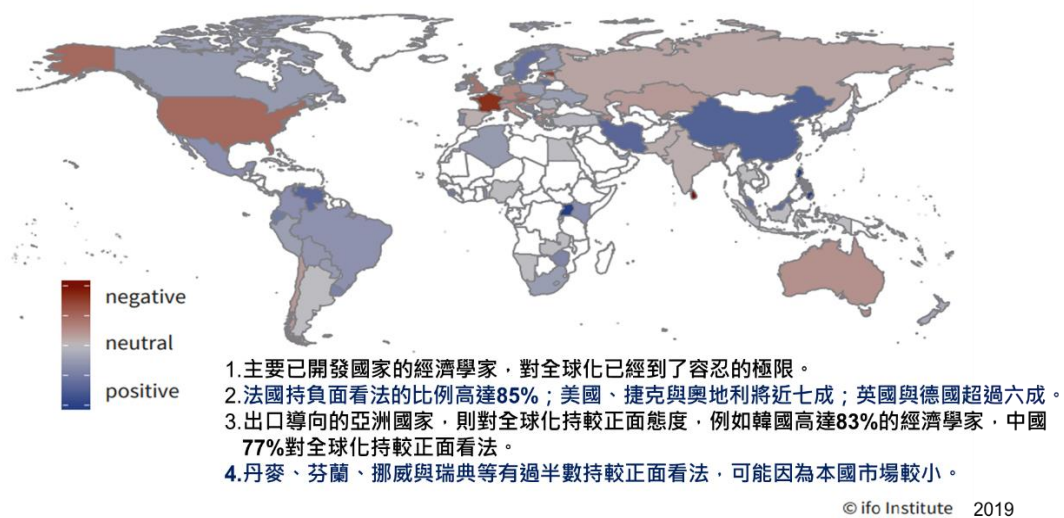 negative
neutral
positive
1.主要已開發國家的經濟學家，對全球化已經到了容忍的極限。
2.法國持負面看法的比例高達85%；美國、捷克與奧地利將近七成；英國與德國超過六成。
3.出口導向的亞洲國家，則對全球化持較正面態度，例如韓國高達83%的經濟學家，中國
77%對全球化持較正面看法。
4.丹麥、芬蘭、挪威與瑞典等有過半數持較正面看法，可能因為本國市場較小。
© ifo Institute 2019